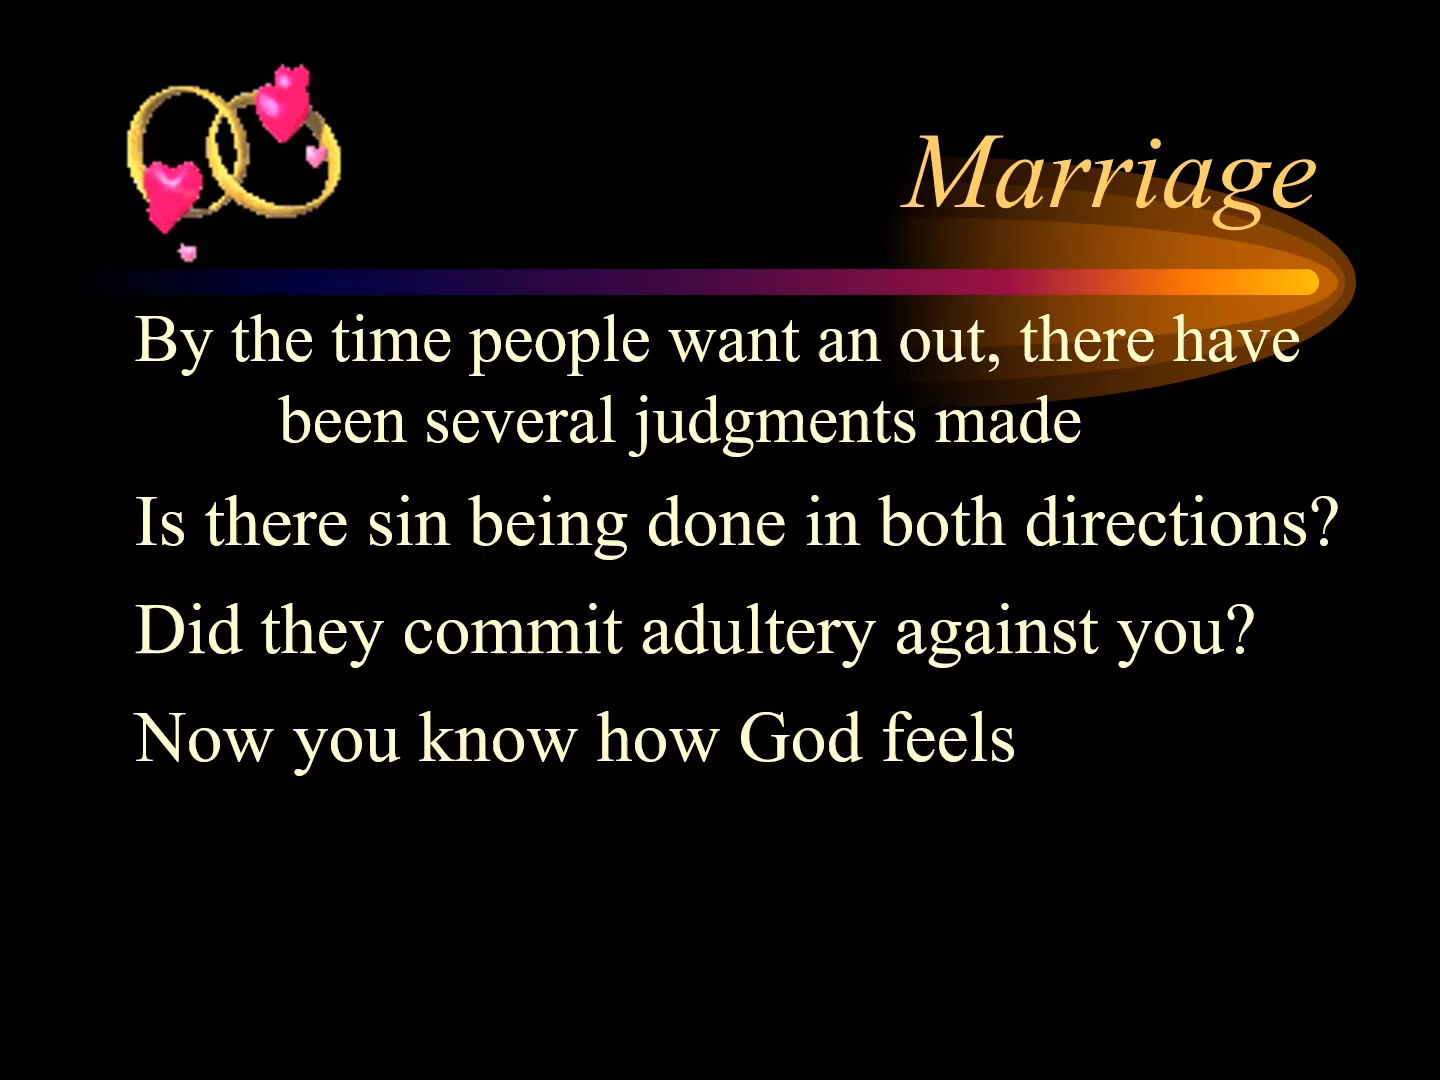 Marriage
By the time people want an out, there have
been several judgments made
Is there sin being done in both directions?
Did they commit adultery against you?
Now you know how God feels